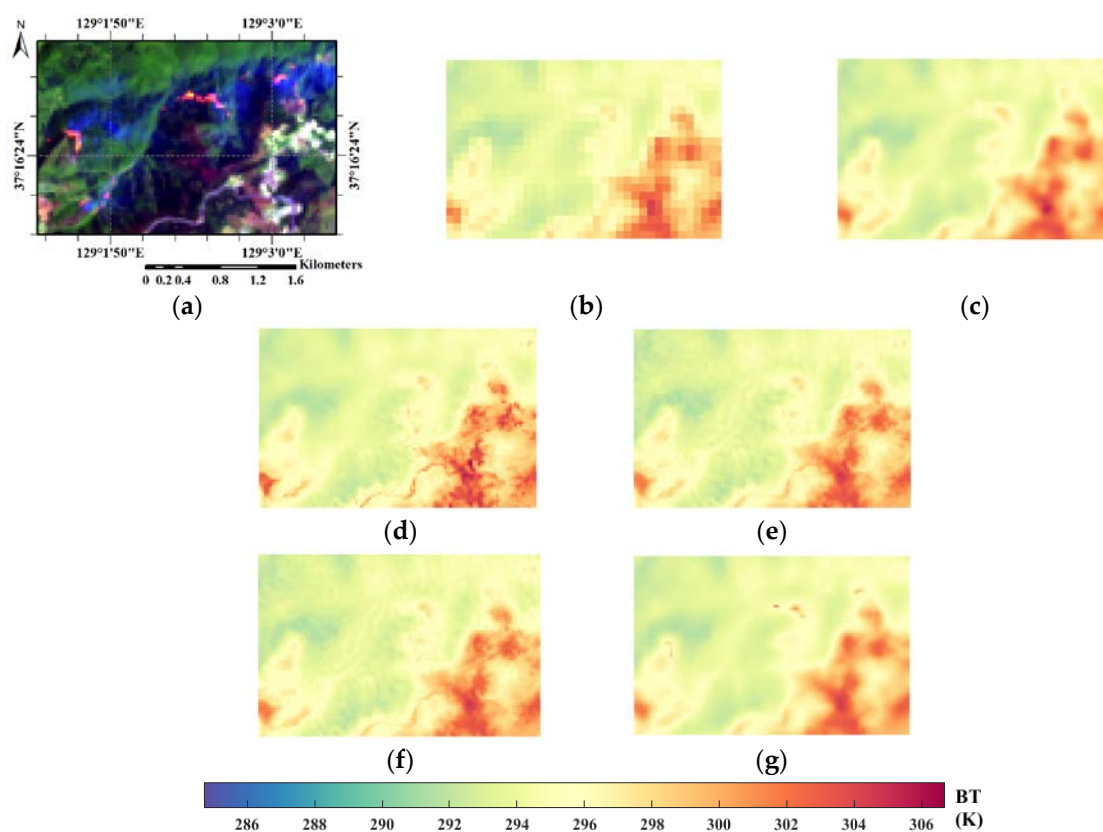 N
129°1'50"E 129°3'0"E
37°16'24"N 37°16'24"N
129°1'50"E 129°3'0"E
Kilometers
0 0.2 0.4 0.8 1.2 1.6
(a) (b) (c)
(d) (e)
(f) (g)
BT
286 288 290 292 294 296 298 300 302 304 306 (K)